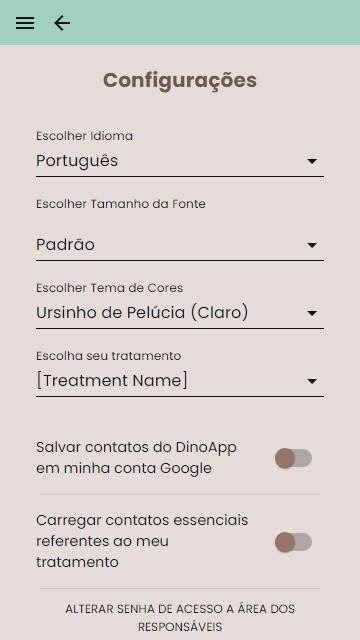 Configurações
Escolher Idioma
Português
Escolher Tamanho da Fonte
Padrão
Escolher Tema de Cores
Ursinho de Pelúcia (Claro)
Escolha seu tratamento
[Treatment Name]
Salvar contatos do DinoApp
em minha conta Google
Carregar contatos essenciais
referentes ao meu
tratamento
ALTERAR SENHA DE ACESSO A ÁREA DOS
RESPONSÁVEIS